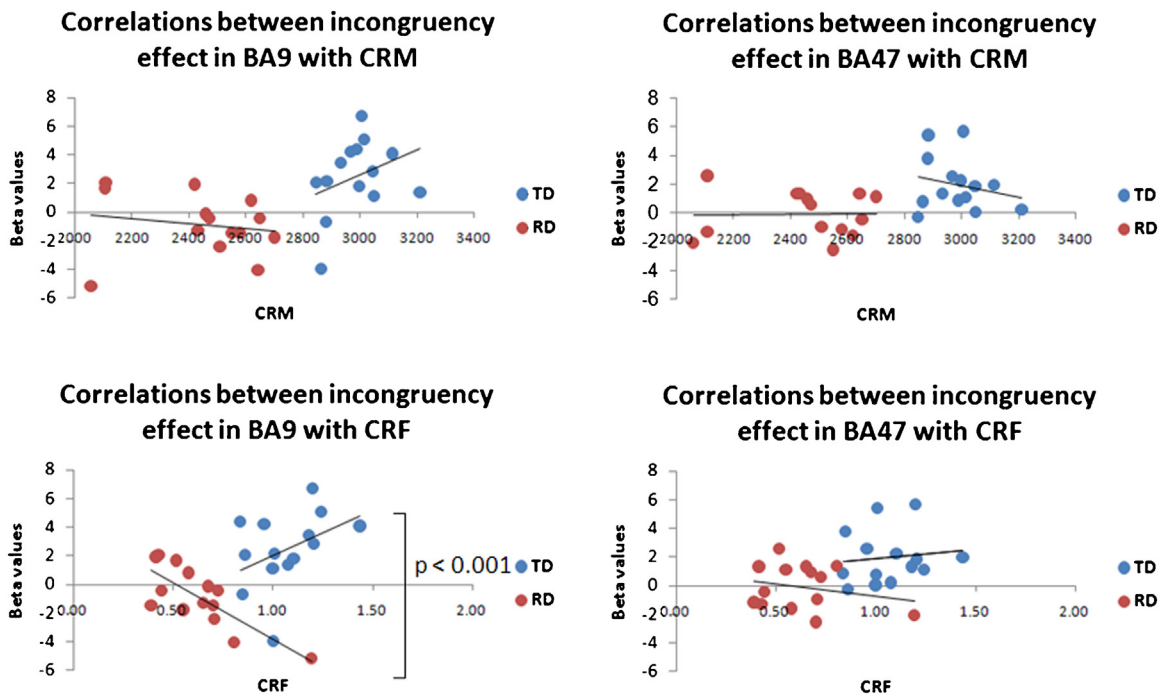 Correlations between incongruency
effect in BA9 with CRM
8
6
4
2
0
-2
-4
-6
Beta values
2000 2200 2400 2600 2800 3000 3200 3400
CRM
TD
RD
Correlations between incongruency
effect in BA47 with CRM
8
6
4
2
0
-2
-4
-6
Beta values
2000 2200 2400 2600 2800 3000 3200 3400
CRM
TD
RD
Correlations between incongruency
effect in BA9 with CRF
8
6
4
2
0
-2
-4
-6
Beta values
0.00 0.50 1.00 1.50 2.00
CRF
p < 0.001
TD
RD
Correlations between incongruency
effect in BA47 with CRF
8
6
4
2
0
-2
-4
-6
Beta values
0.00 0.50 1.00 1.50 2.00
CRF
TD
RD